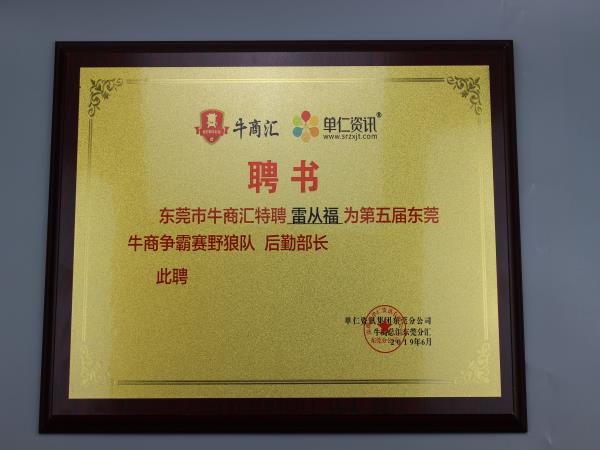 牛商汇 单仁资讯®
www.srzxjt.com
聘书
东莞市牛商汇特聘 雷丛福 为第五届东莞
牛商争霸赛野狼队 后勤部长
此聘
单仁资讯集团东莞分公司
牛商总汇东莞分汇
2019年6月